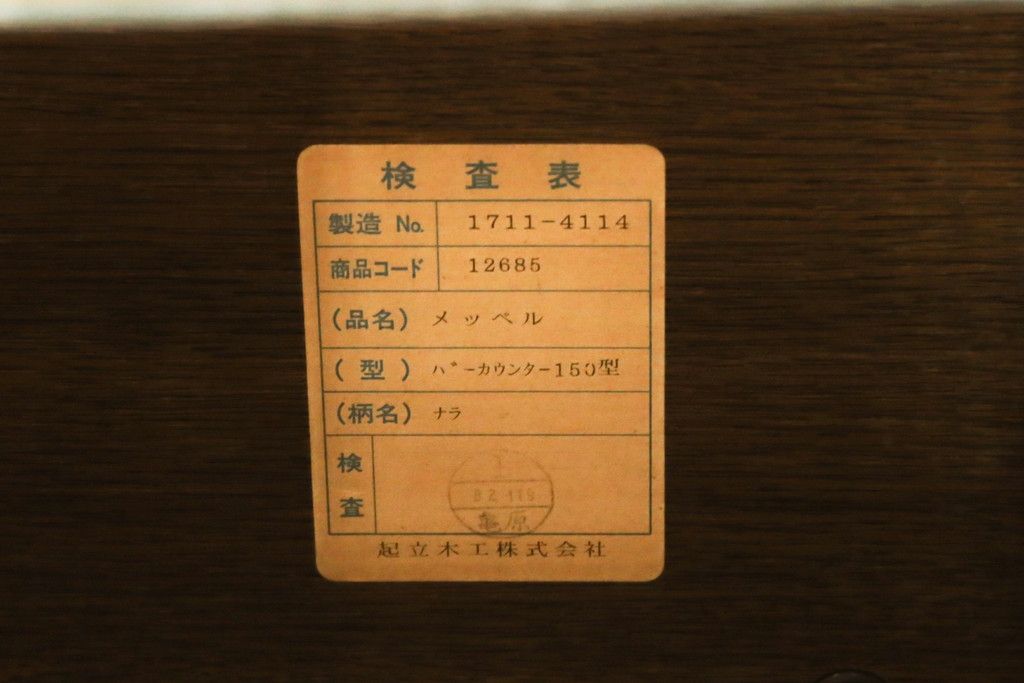 検査表
製造 No. 1711-4114
商品コード 12685
(品名) メッペル
(型) バーカウンター150型
(柄名) ナラ
検査
亀原
起立木工株式会社